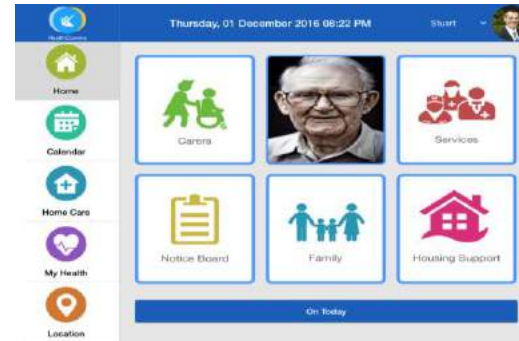 Thursday, 01 December 2016 08:22 PM
Stuart
Home
Calendar
Home Care
My Health
Location
Carers
Services
Notice Board
Family
Housing Support
On Today